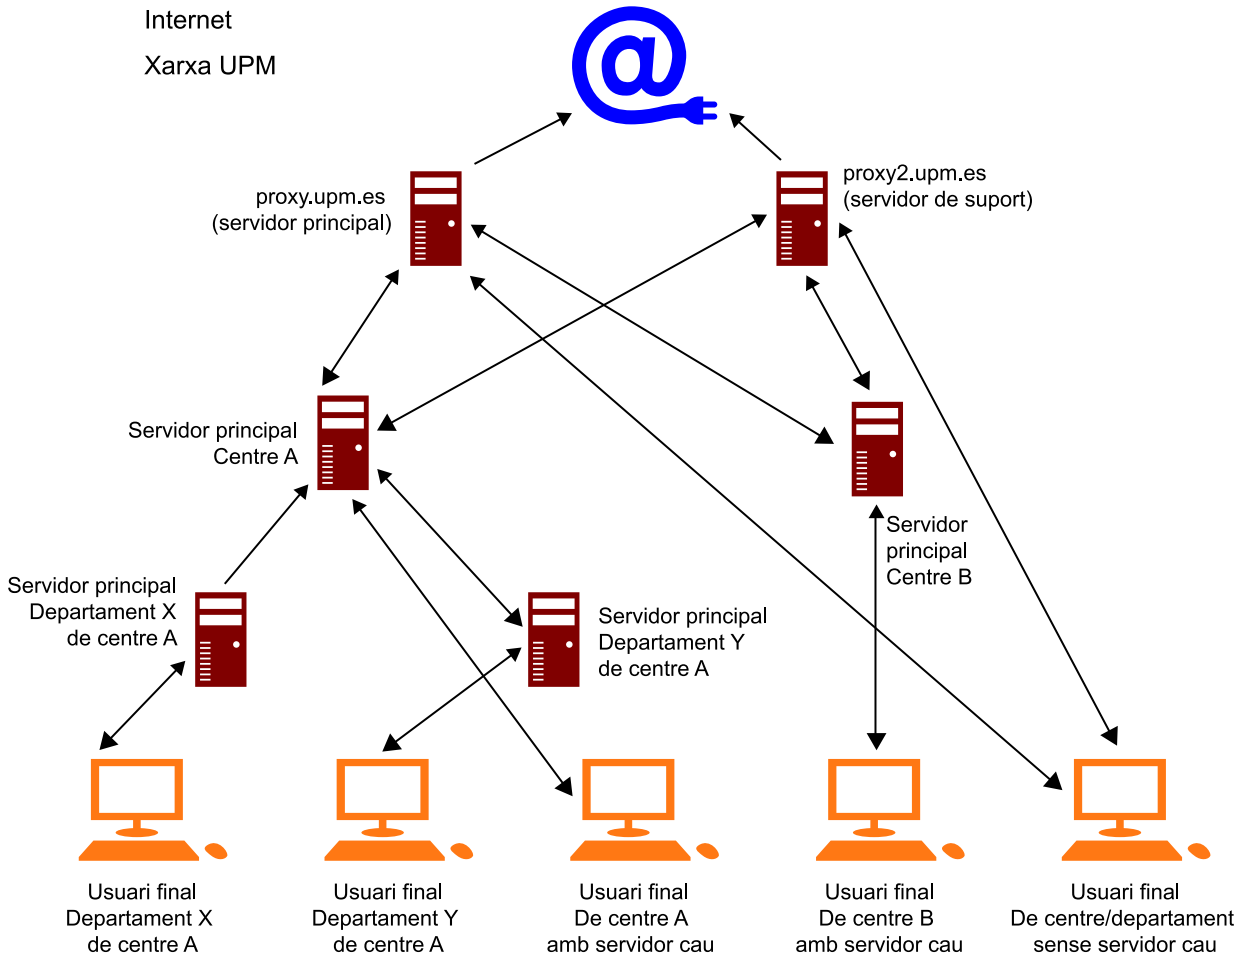 Internet
Xarxa UPM
@
proxy.upm.es
(servidor principal)
proxy2.upm.es
(servidor de suport)
Servidor principal
Centre A
Servidor
principal
Centre B
Servidor principal
Departament X
de centre A
Servidor principal
Departament Y
de centre A
Usuari final
Departament X
de centre A
Usuari final
Departament Y
de centre A
Usuari final
De centre A
amb servidor cau
Usuari final
De centre B
amb servidor cau
Usuari final
De centre/departament
sense servidor cau